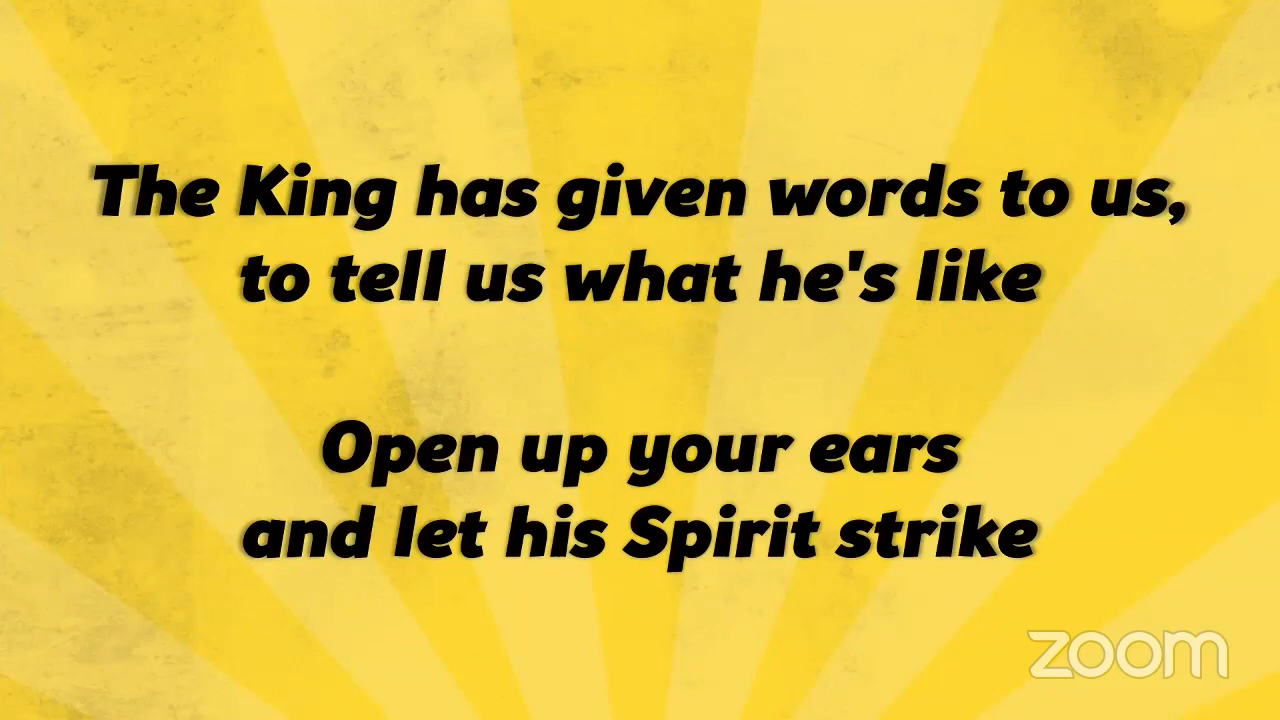 The King has given words to us,
to tell us what he's like
Open up your ears
and let his Spirit strike
zoom